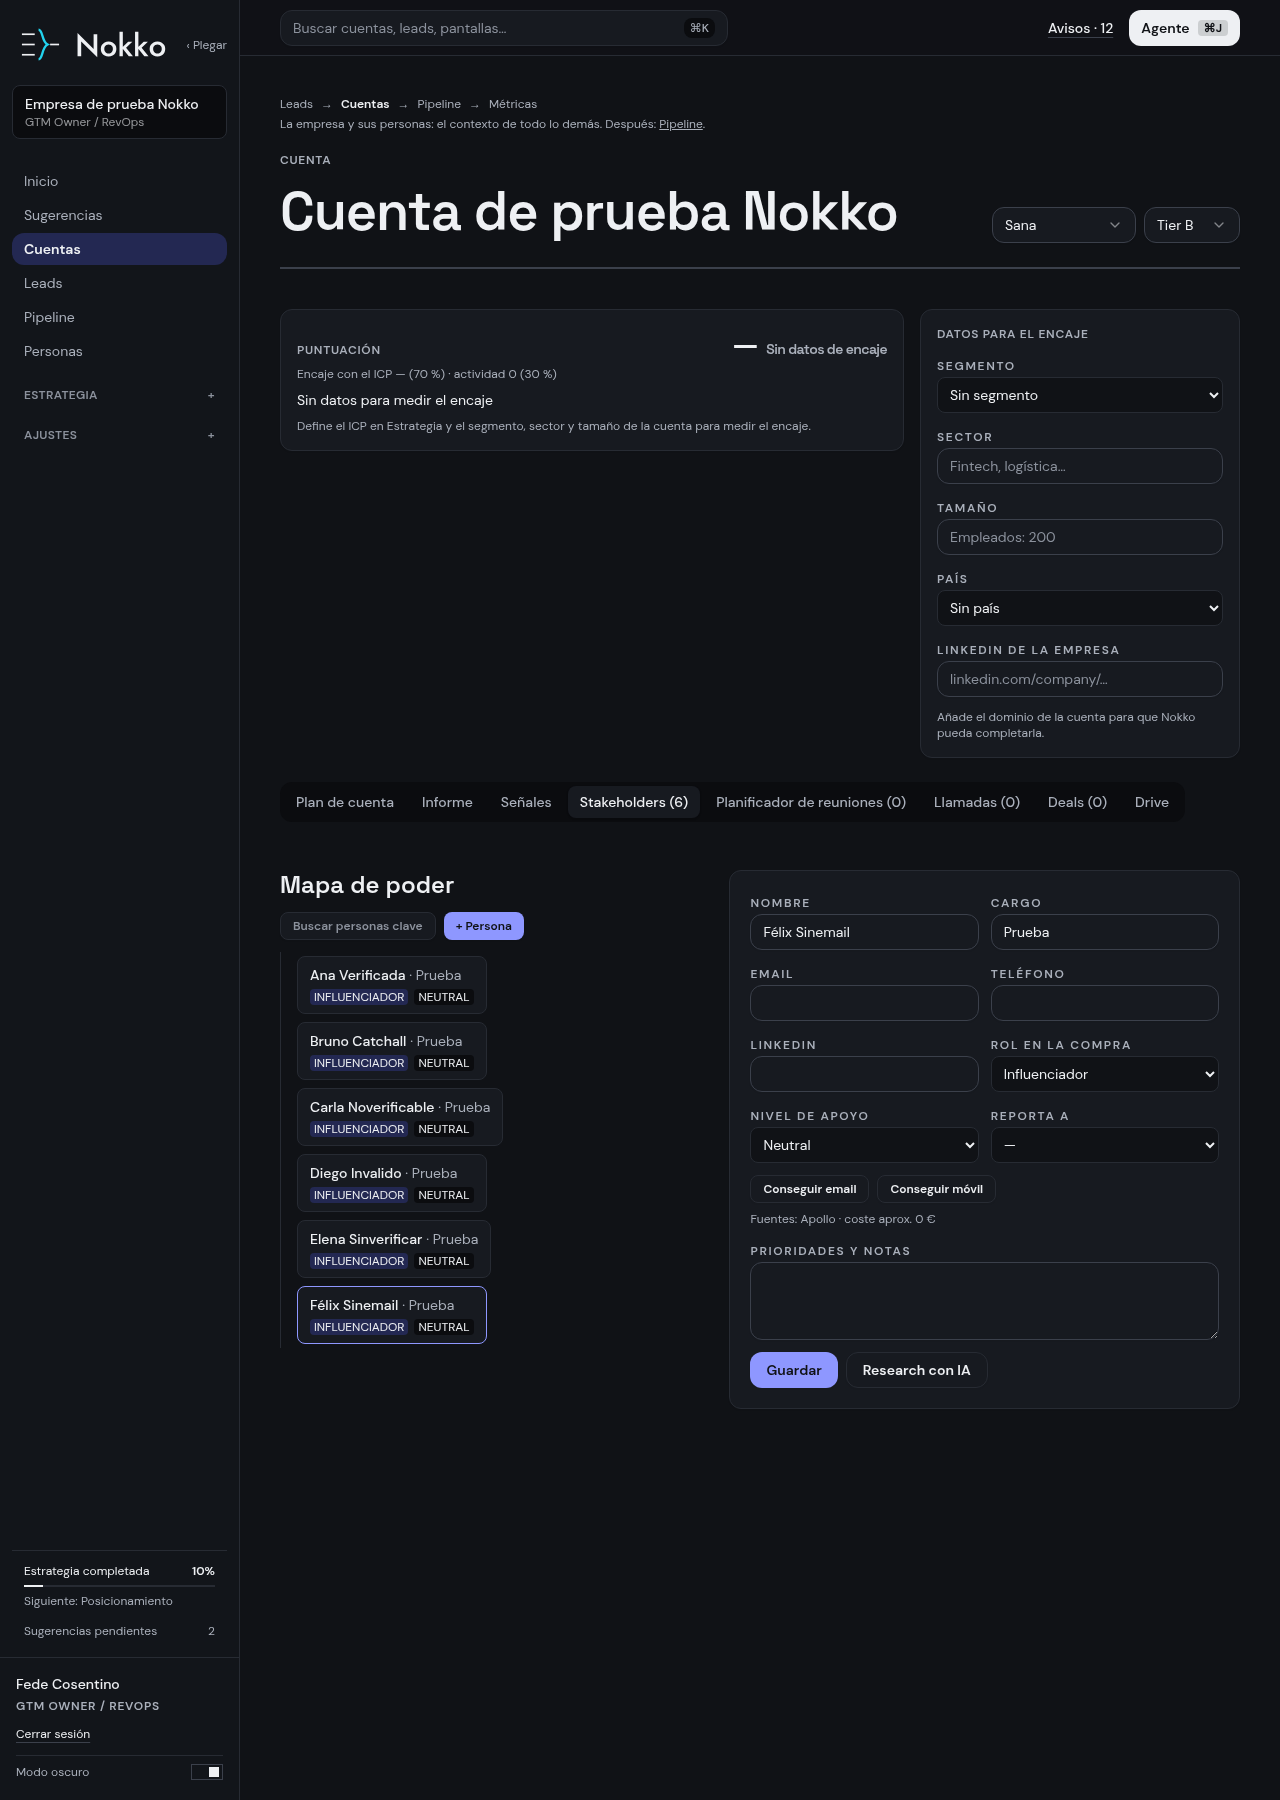 Nokko
‹ Plegar
Empresa de prueba Nokko
GTM Owner / RevOps
Inicio
Sugerencias
Cuentas
Leads
Pipeline
Personas
ESTRATEGIA +
AJUSTES +
Estrategia completada 10%
Siguiente: Posicionamiento
Sugerencias pendientes 2
Fede Cosentino
GTM OWNER / REVOPS
Cerrar sesión
Modo oscuro
Buscar cuentas, leads, pantallas... ⌘K
Avisos · 12
Agente ⌘J
Leads → Cuentas → Pipeline → Métricas
La empresa y sus personas: el contexto de todo lo demás. Después: Pipeline.
CUENTA
Cuenta de prueba Nokko
Sana
Tier B
PUNTUACIÓN
— Sin datos de encaje
Encaje con el ICP — (70 %) · actividad 0 (30 %)
Sin datos para medir el encaje
Define el ICP en Estrategia y el segmento, sector y tamaño de la cuenta para medir el encaje.
DATOS PARA EL ENCAJE
SEGMENTO
Sin segmento
SECTOR
Fintech, logística...
TAMAÑO
Empleados: 200
PAÍS
Sin país
LINKEDIN DE LA EMPRESA
linkedin.com/company/...
Añade el dominio de la cuenta para que Nokko
pueda completarla.
Plan de cuenta
Informe
Señales
Stakeholders (6)
Planificador de reuniones (0)
Llamadas (0)
Deals (0)
Drive
Mapa de poder
Buscar personas clave
+ Persona
Ana Verificada · Prueba
INFLUENCIADOR NEUTRAL
Bruno Catchall · Prueba
INFLUENCIADOR NEUTRAL
Carla Noverificable · Prueba
INFLUENCIADOR NEUTRAL
Diego Invalido · Prueba
INFLUENCIADOR NEUTRAL
Elena Sinverificar · Prueba
INFLUENCIADOR NEUTRAL
Félix Sinemail · Prueba
INFLUENCIADOR NEUTRAL
NOMBRE
Félix Sinemail
CARGO
Prueba
EMAIL
TELÉFONO
LINKEDIN
ROL EN LA COMPRA
Influenciador
NIVEL DE APOYO
Neutral
REPORTA A
—
Conseguir email
Conseguir móvil
Fuentes: Apollo · coste aprox. 0 €
PRIORIDADES Y NOTAS
Guardar
Research con IA